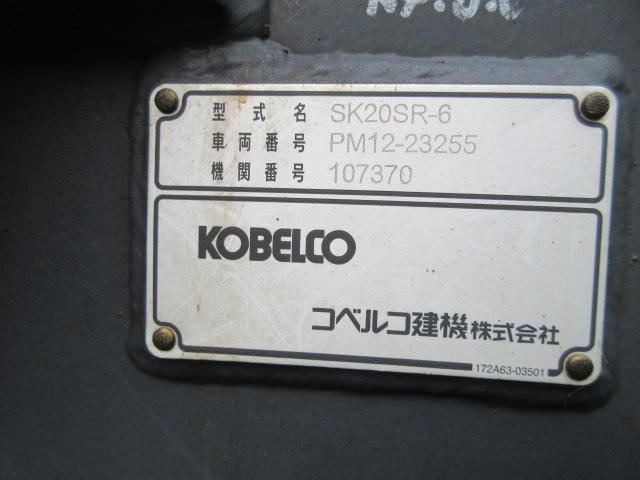 型式名 SK20SR-6
車両番号 PM12-23255
機関番号 107370
KOBELCO
コベルコ建機株式会社
172A63-03501